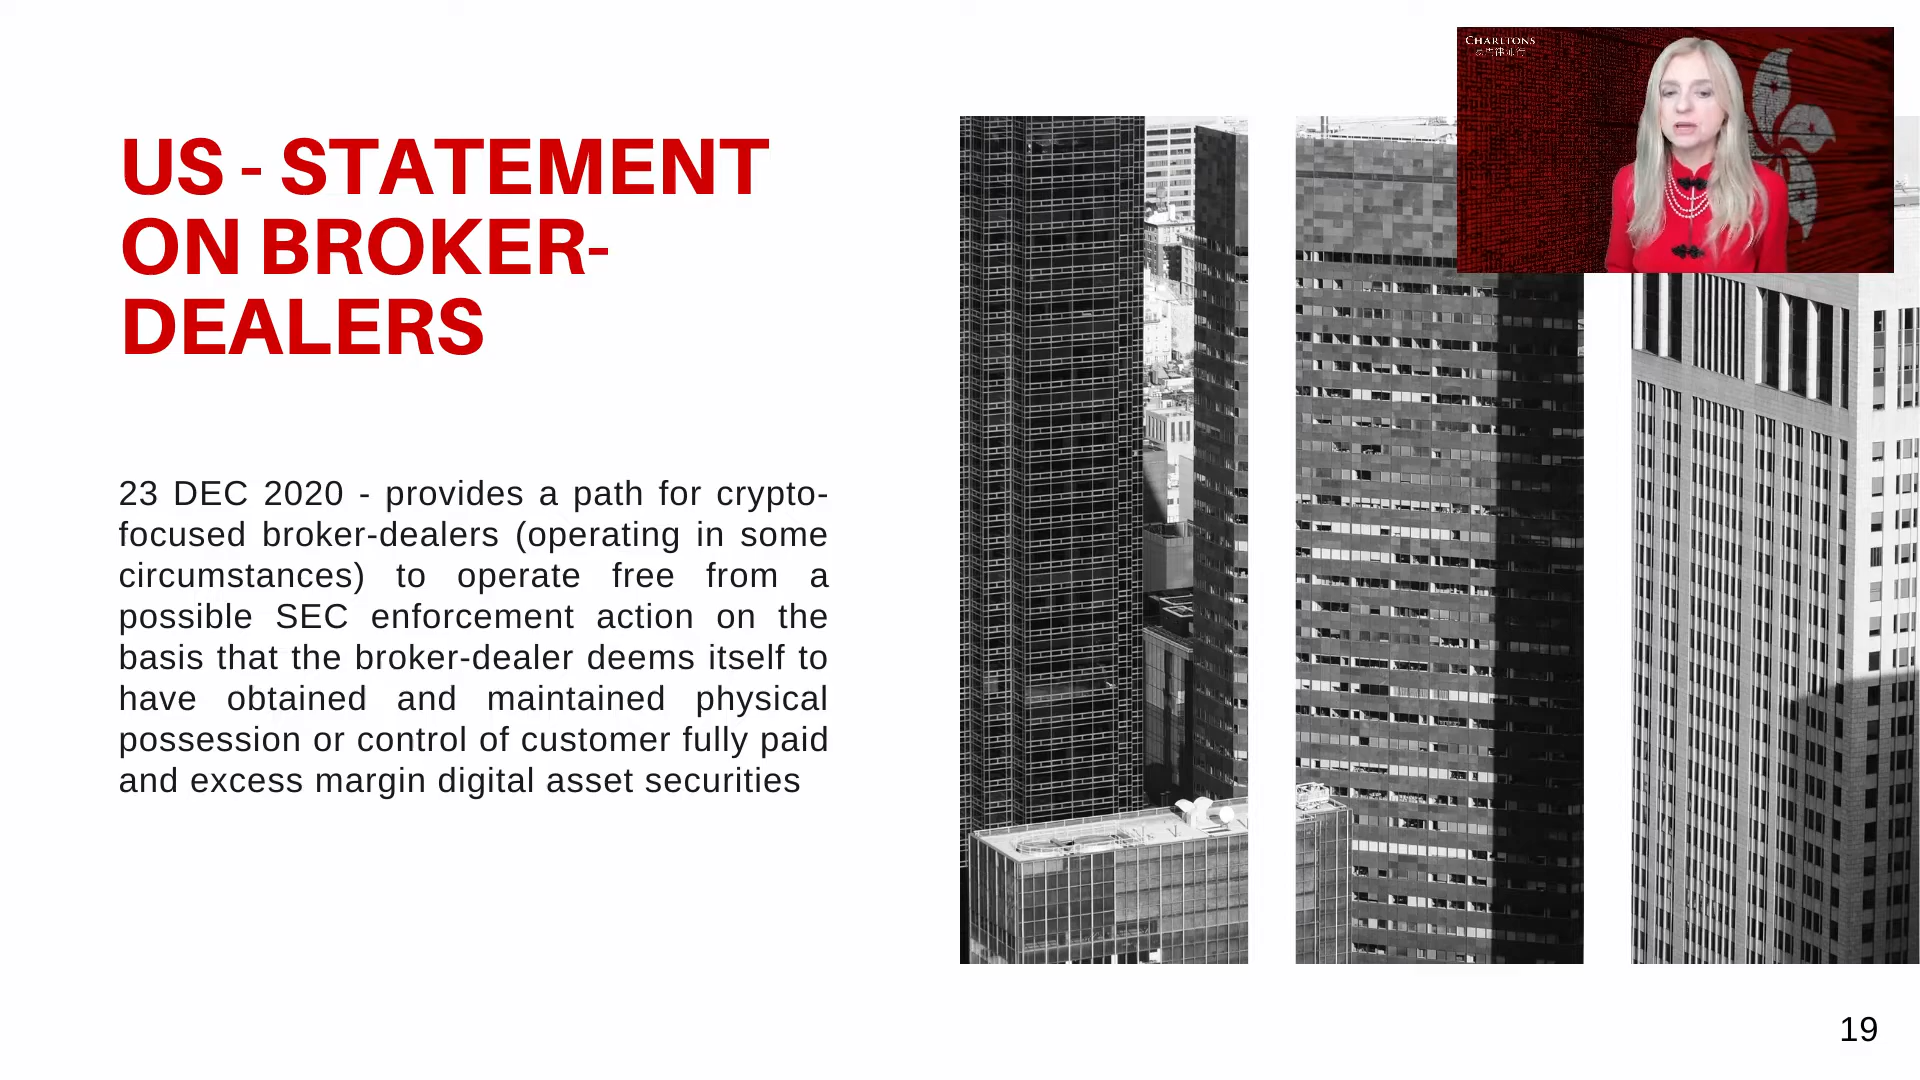 US - STATEMENT
ON BROKER-
DEALERS
23 DEC 2020 - provides a path for crypto-
focused broker-dealers (operating in some
circumstances) to operate free from a
possible SEC enforcement action on the
basis that the broker-dealer deems itself to
have obtained and maintained physical
possession or control of customer fully paid
and excess margin digital asset securities
CHARLTONS
19